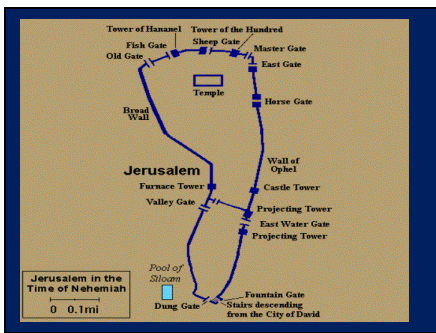 Tower of Hananel
Tower of the Hundred
Fish Gate
Sheep Gate
Master Gate
Old Gate
East Gate
Temple
Horse Gate
Broad
Wall
Wall of
Ophel
Jerusalem
Furnace Tower
Castle Tower
Valley Gate
Projecting Tower
East Water Gate
Projecting Tower
Pool of
Siloam
Jerusalem in the
Time of Nehemiah
0 0.1mi
Fountain Gate
Dung Gate
Stairs descending
from the City of David